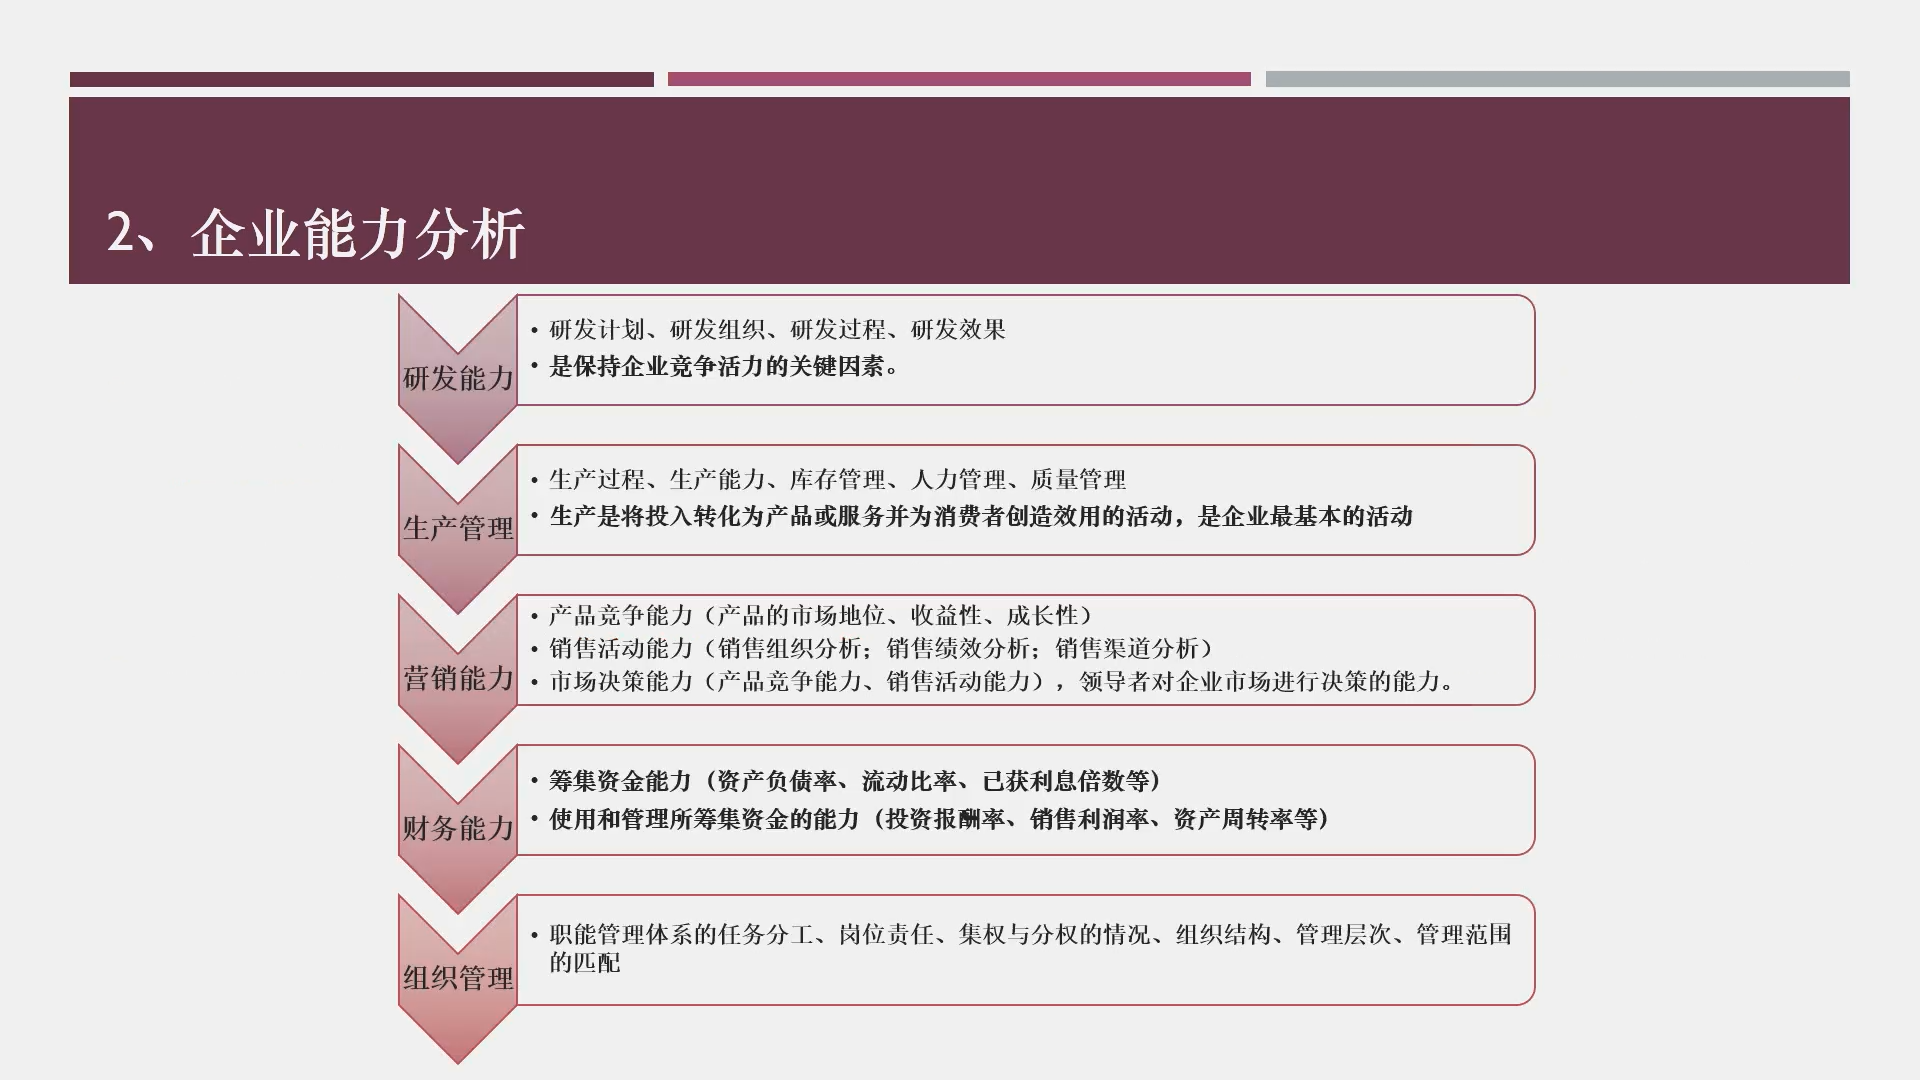 2、企业能力分析
研发能力
• 研发计划、研发组织、研发过程、研发效果
• 是保持企业竞争活力的关键因素。
生产管理
• 生产过程、生产能力、库存管理、人力管理、质量管理
• 生产是将投入转化为产品或服务并为消费者创造效用的活动，是企业最基本的活动
营销能力
• 产品竞争能力（产品的市场地位、收益性、成长性）
• 销售活动能力（销售组织分析；销售绩效分析；销售渠道分析）
• 市场决策能力（产品竞争能力、销售活动能力），领导者对企业市场进行决策的能力。
财务能力
• 筹集资金能力（资产负债率、流动比率、已获利息倍数等）
• 使用和管理所筹集资金的能力（投资报酬率、销售利润率、资产周转率等）
组织管理
• 职能管理体系的任务分工、岗位责任、集权与分权的情况、组织结构、管理层次、管理范围
的匹配